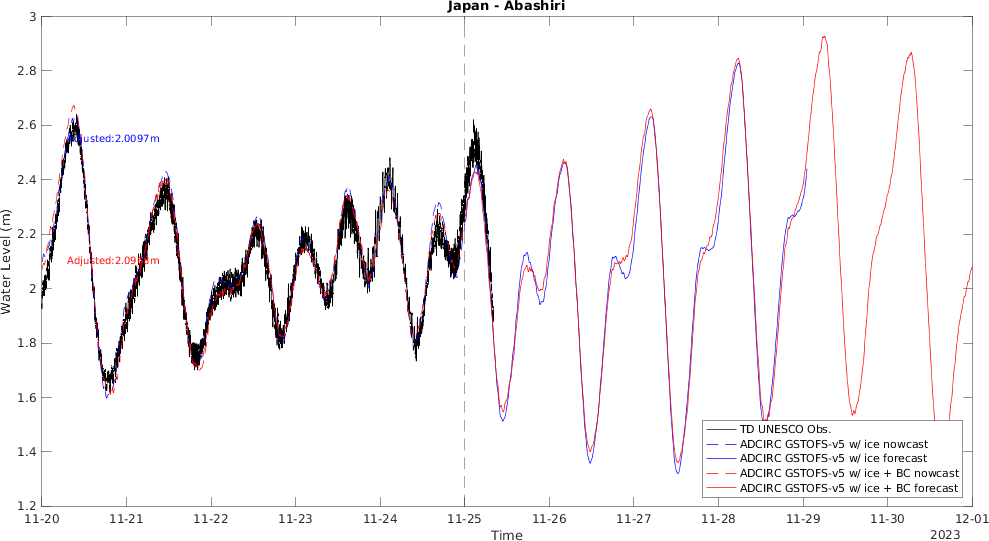 Japan - Abashiri
Water Level (m)
3
2.8
2.6
2.4
2.2
2
1.8
1.6
1.4
1.2
Adjusted:2.0097m
TD UNESCO Obs.
ADCIRC GSTOFS-v5 w/ ice nowcast
ADCIRC GSTOFS-v5 w/ ice forecast
ADCIRC GSTOFS-v5 w/ ice + BC nowcast
ADCIRC GSTOFS-v5 w/ ice + BC forecast
11-20 11-21 11-22 11-23 11-24 11-25 11-26 11-27 11-28 11-29 11-30 12-01
Time
2023